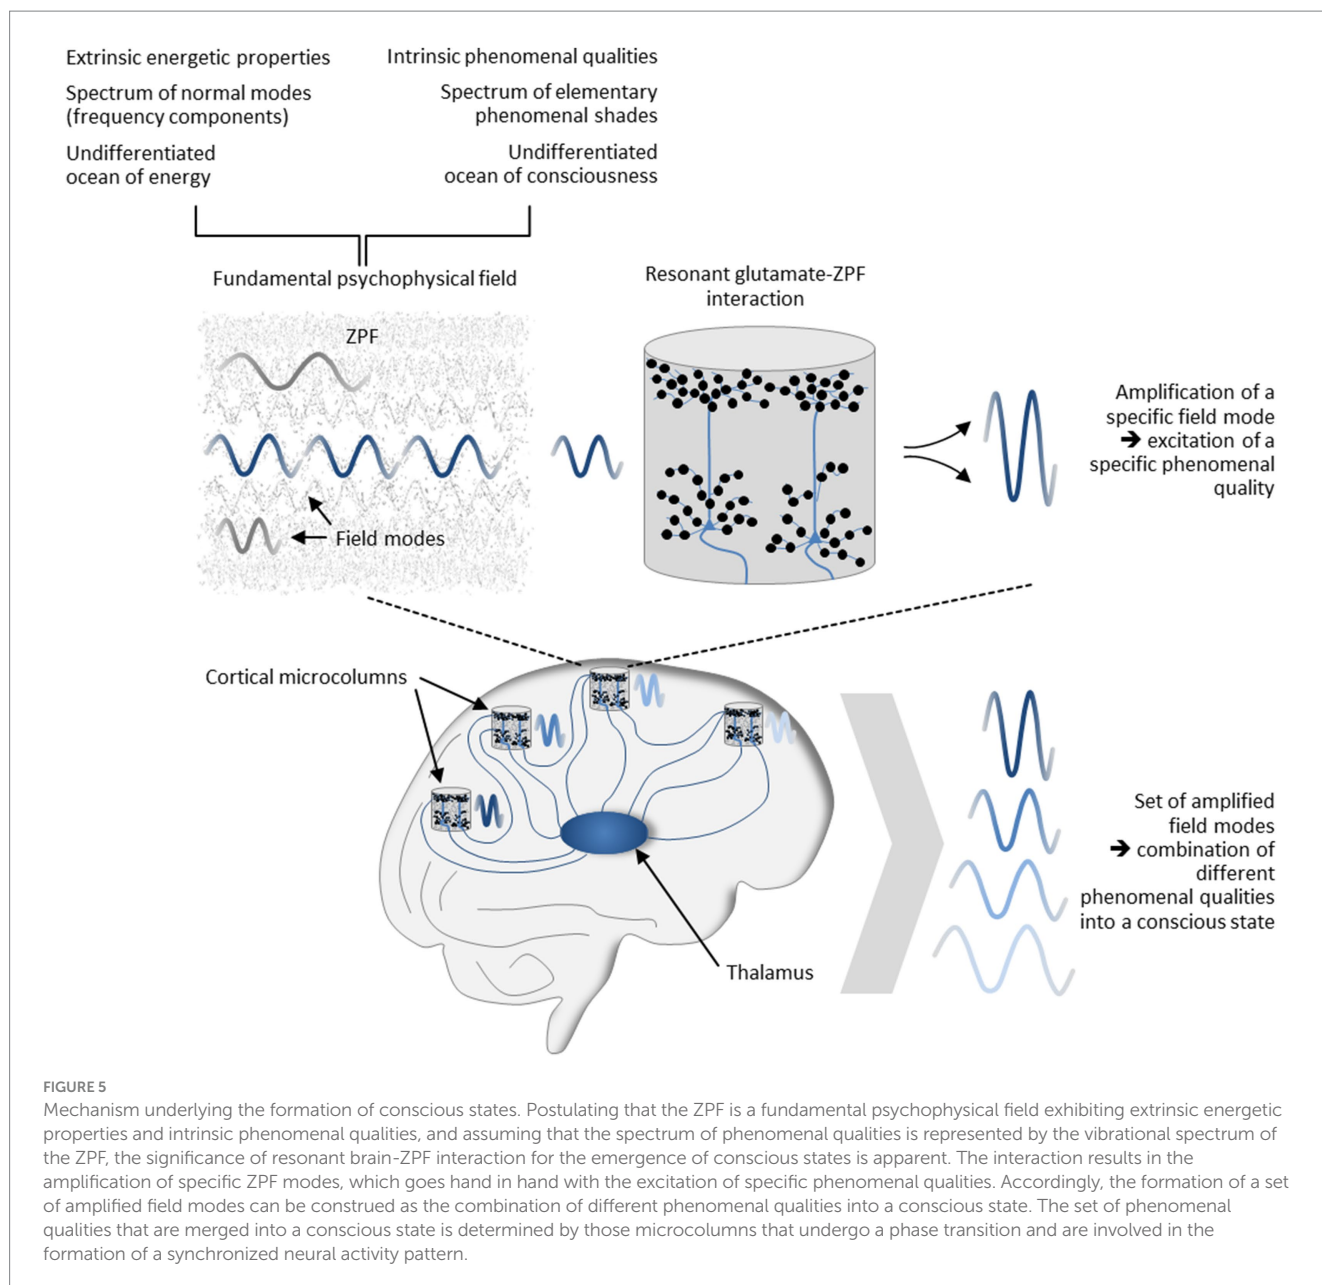 Extrinsic energetic properties
Spectrum of normal modes
(frequency components)
Undifferentiated
ocean of energy
Intrinsic phenomenal qualities
Spectrum of elementary
phenomenal shades
Undifferentiated
ocean of consciousness
Fundamental psychophysical field
ZPF
Field modes
Resonant glutamate-ZPF
interaction
Amplification of a
specific field mode
➔ excitation of a
specific phenomenal
quality
Cortical microcolumns
Thalamus
Set of amplified
field modes
➔ combination of
different
phenomenal qualities
into a conscious state
FIGURE 5
Mechanism underlying the formation of conscious states. Postulating that the ZPF is a fundamental psychophysical field exhibiting extrinsic energetic
properties and intrinsic phenomenal qualities, and assuming that the spectrum of phenomenal qualities is represented by the vibrational spectrum of
the ZPF, the significance of resonant brain-ZPF interaction for the emergence of conscious states is apparent. The interaction results in the
amplification of specific ZPF modes, which goes hand in hand with the excitation of specific phenomenal qualities. Accordingly, the formation of a set
of amplified field modes can be construed as the combination of different phenomenal qualities into a conscious state. The set of phenomenal
qualities that are merged into a conscious state is determined by those microcolumns that undergo a phase transition and are involved in the
formation of a synchronized neural activity pattern.